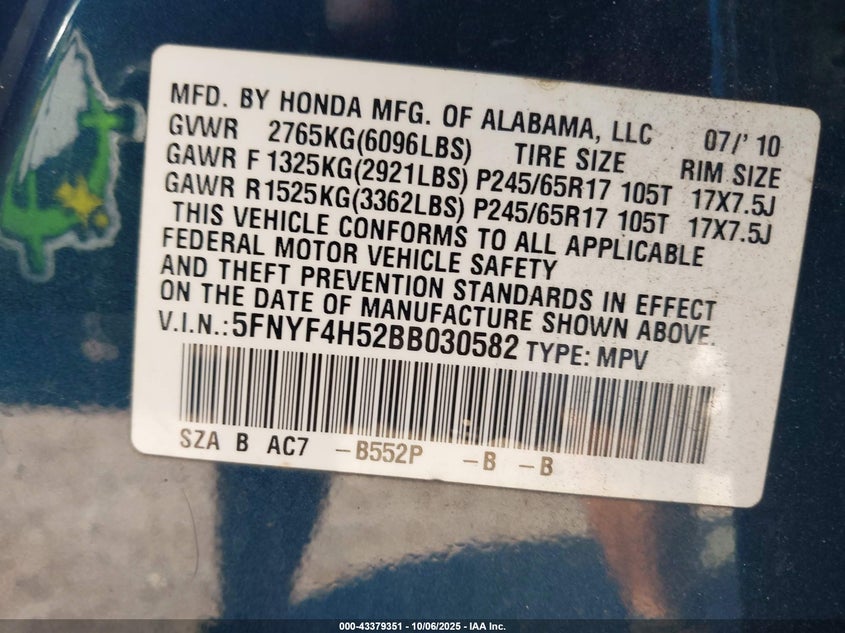 MFD. BY HONDA MFG. OF ALABAMA, LLC 07/' 10
GVWR 2765KG(6096LBS) TIRE SIZE RIM SIZE
GAWR F 1325KG(2921LBS) P245/65R17 105T 17X7.5J
GAWR R1525KG(3362LBS) P245/65R17 105T 17X7.5J
THIS VEHICLE CONFORMS TO ALL APPLICABLE
FEDERAL MOTOR VEHICLE SAFETY
AND THEFT PREVENTION STANDARDS IN EFFECT
ON THE DATE OF MANUFACTURE SHOWN ABOVE.
V.I.N.:5FNYF4H52BB030582 TYPE: MPV
SZA B AC7 -B552P -B -B
000-43379351 - 10/06/2025 - IAA Inc.